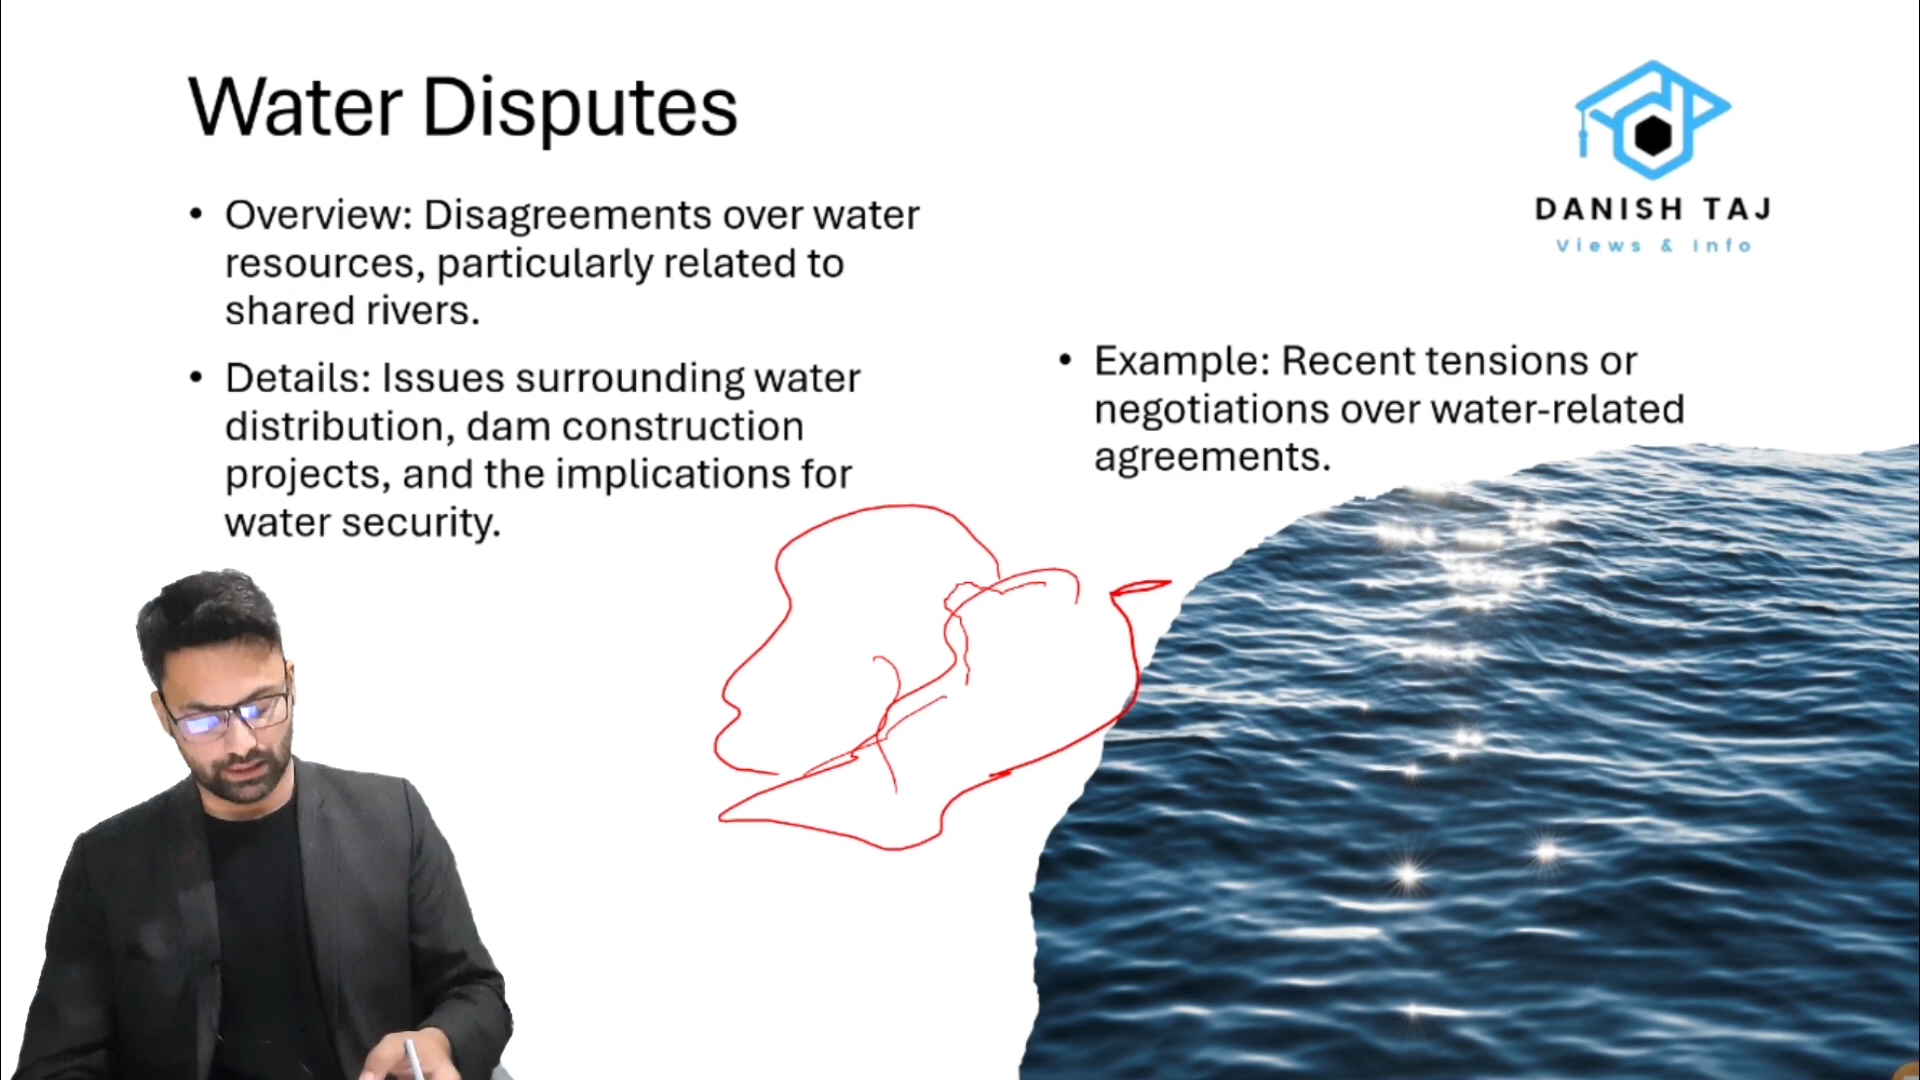 Water Disputes
• Overview: Disagreements over water
resources, particularly related to
shared rivers.
• Details: Issues surrounding water
distribution, dam construction
projects, and the implications for
water security.
DANISH TAJ
Views & Info
• Example: Recent tensions or
negotiations over water-related
agreements.